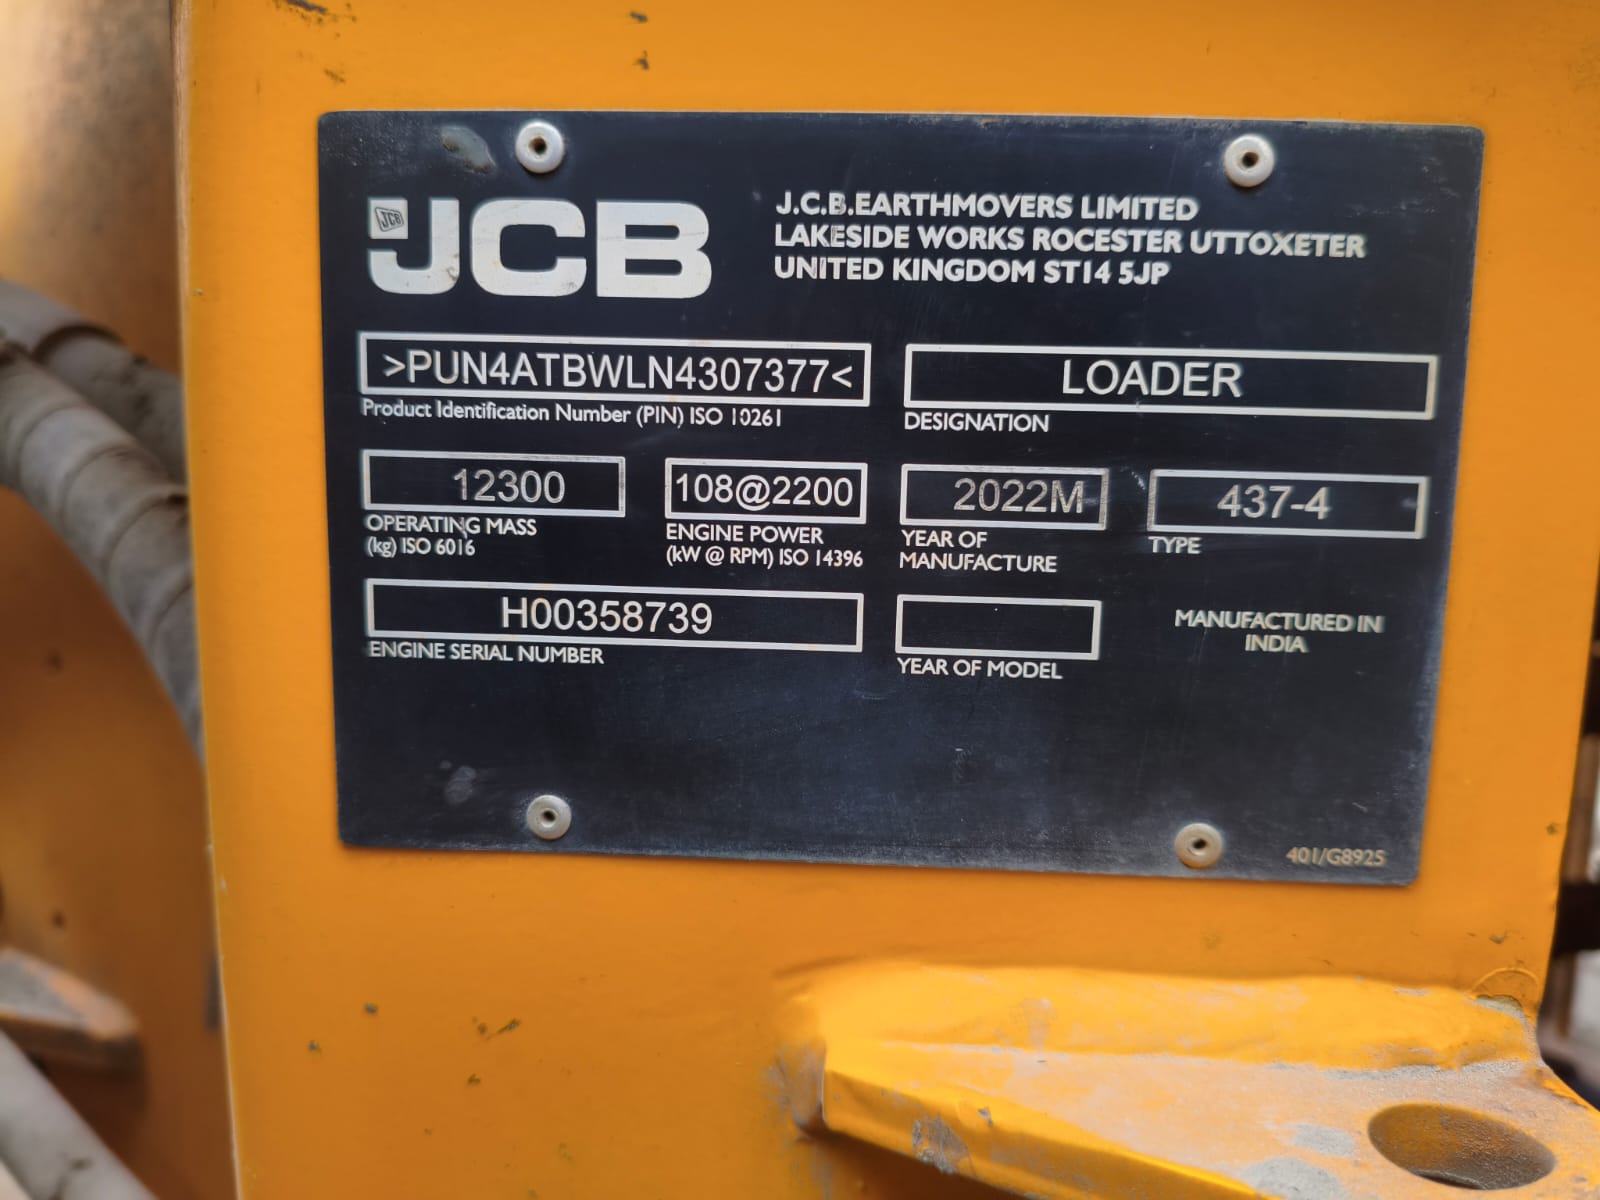 JCB
JCB
J.C.B.EARTHMOVERS LIMITED
LAKESIDE WORKS ROCESTER UTTOXETER
UNITED KINGDOM ST14 5JP
>PUN4ATBWLN4307377<
Product Identification Number (PIN) ISO 10261
LOADER
DESIGNATION
12300
OPERATING MASS
(kg) ISO 6016
108@2200
ENGINE POWER
(kW @ RPM) ISO 14396
2022M
YEAR OF
MANUFACTURE
437-4
TYPE
H00358739
ENGINE SERIAL NUMBER
YEAR OF MODEL
MANUFACTURED IN
INDIA
401/G8925